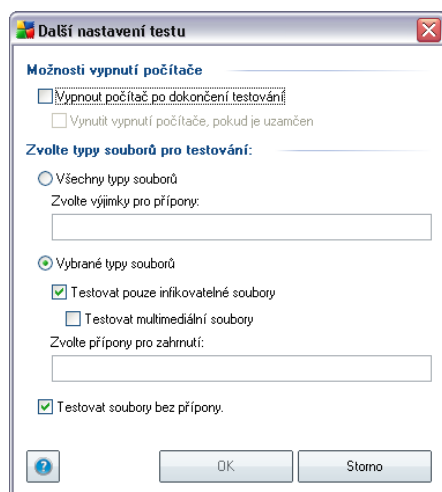 Další nastavení testu
Možnosti vypnutí počítače
Vypnout počítač po dokončení testování
Vynutit vypnutí počítače, pokud je uzamčen
Zvolte typy souborů pro testování:
Všechny typy souborů
Zvolte výjimky pro přípony:
Vybrané typy souborů
Testovat pouze infikovatelné soubory
Testovat multimediální soubory
Zvolte přípony pro zahrnutí:
Testovat soubory bez přípony.
?
OK
Storno